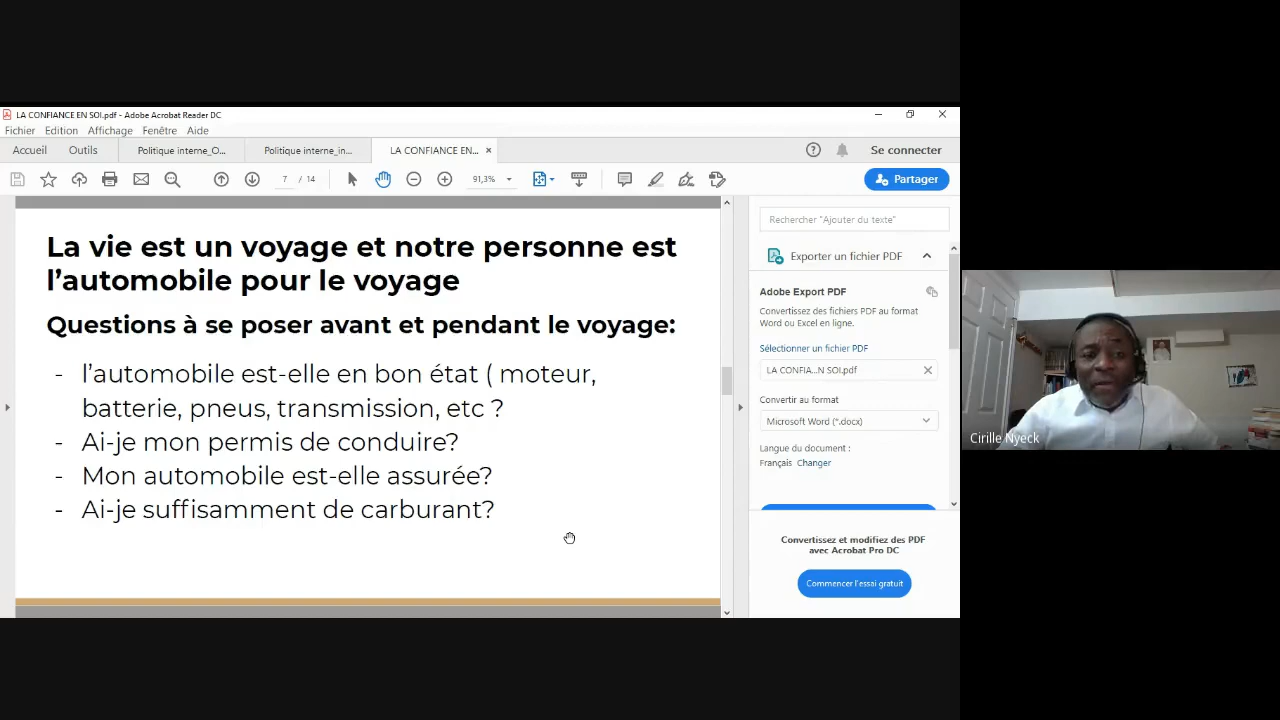 LA CONFIANCE EN SOI.pdf - Adobe Acrobat Reader DC
Fichier Edition Affichage Fenêtre Aide
Accueil Outils Politique interne_O... Politique interne_in... LA CONFIANCE EN... Se connecter
7 / 14 91,3% Partager
La vie est un voyage et notre personne est
l’automobile pour le voyage
Questions à se poser avant et pendant le voyage:
- l’automobile est-elle en bon état ( moteur,
batterie, pneus, transmission, etc ?
- Ai-je mon permis de conduire?
- Mon automobile est-elle assurée?
- Ai-je suffisamment de carburant?
Rechercher "Ajouter du texte"
Exporter un fichier PDF
Adobe Export PDF
Convertissez des fichiers PDF au format
Word ou Excel en ligne.
Sélectionner un fichier PDF
LA CONFIA...N SOI.pdf
Convertir au format
Microsoft Word (*.docx)
Langue du document :
Français Changer
Convertissez et modifiez des PDF
avec Acrobat Pro DC
Commencer l'essai gratuit
Cirille Nyeck